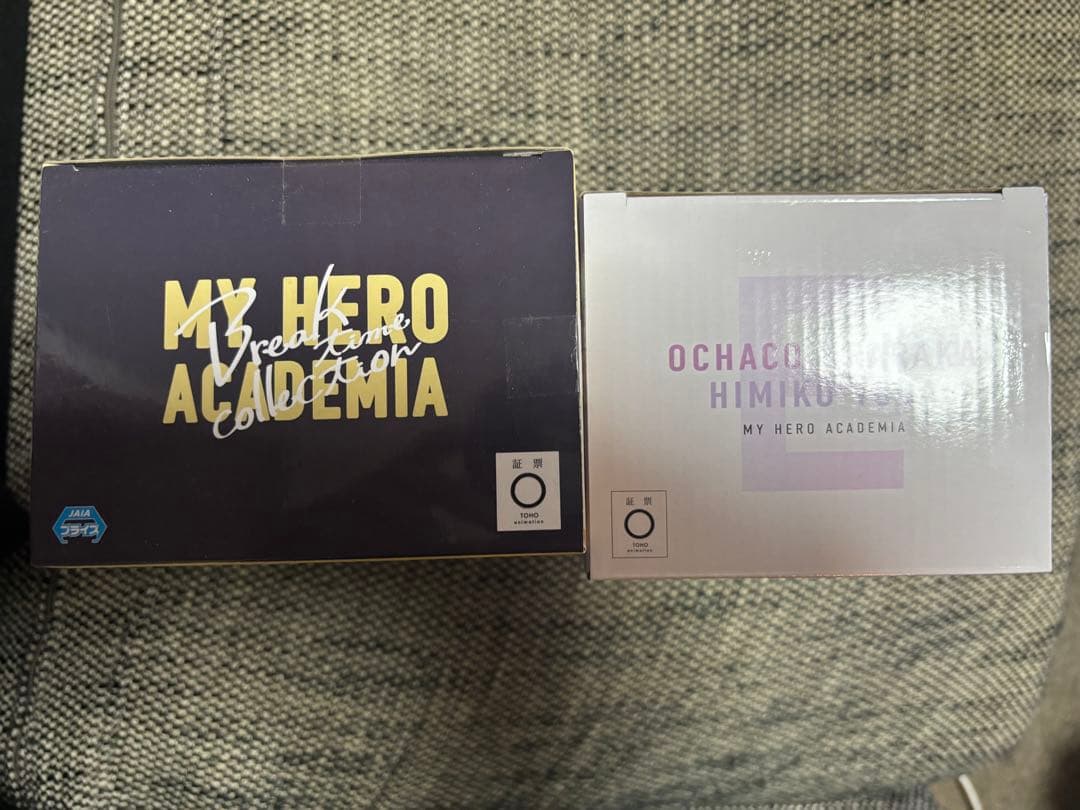 MY HERO
ACADEMIA
Break
time
collection
JAIA
プライズ
証票
TOHO
animation
OCHACO
HIMIKO
MY HERO ACADEMIA
証票
TOHO
animation